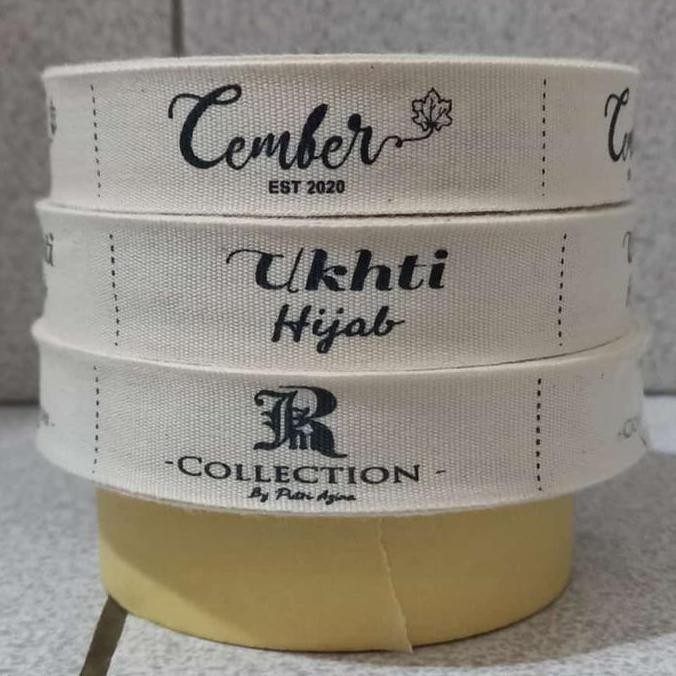 Cember
EST 2020
Ukhti
Hijab
R
-COLLECTION -
By Putri Azina